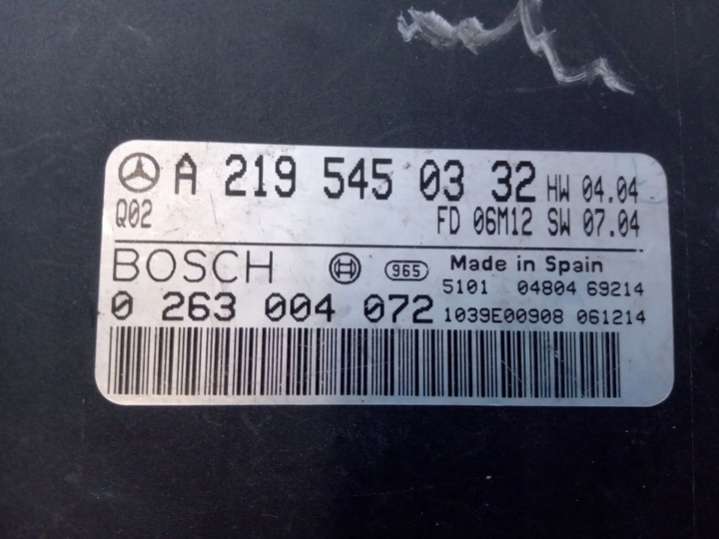 A 219 545 03 32 HW 04.04
Q02 FD 06M12 SW 07.04
BOSCH 965 Made in Spain
5101 04804 69214
0 263 004 072 1039E00908 061214